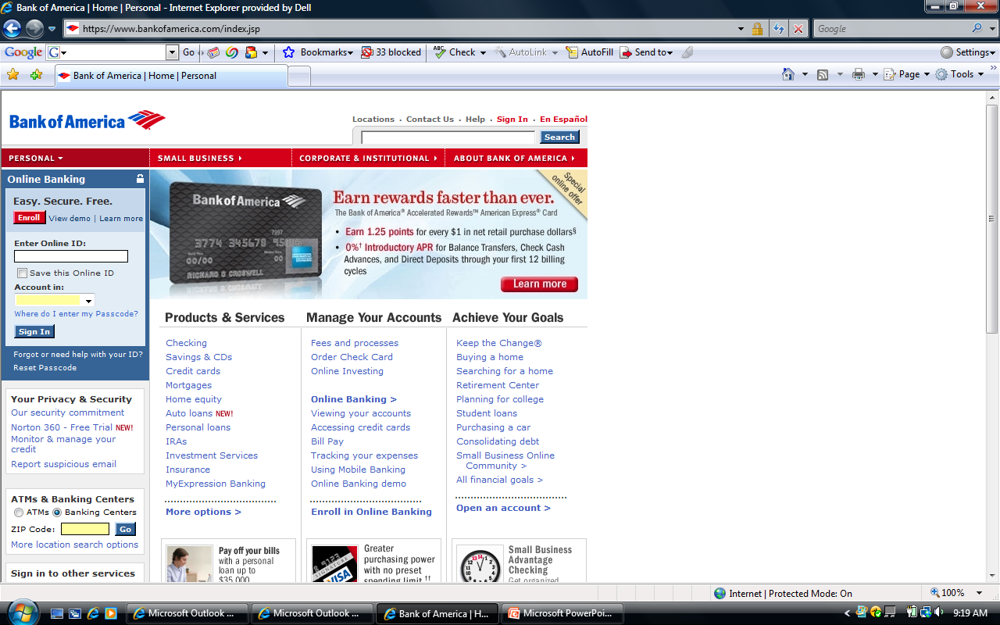 Bank of America | Home | Personal - Internet Explorer provided by Dell
https://www.bankofamerica.com/index.jsp
Google
Google G Go Bookmarks 33 blocked ABC Check AutoLink AutoFill Send to Settings
Bank of America | Home | Personal
Page Tools
Bank of America
Locations · Contact Us · Help · Sign In · En Español
Search
PERSONAL SMALL BUSINESS CORPORATE & INSTITUTIONAL ABOUT BANK OF AMERICA
Online Banking
Easy. Secure. Free.
Enroll View demo | Learn more
Enter Online ID:
Save this Online ID
Account in:
Where do I enter my Passcode?
Sign In
Forgot or need help with your ID?
Reset Passcode
Bank of America
7997
3774 345678 95
00/00
00
RICHARD G CROSWELL
Special online offer
Earn rewards faster than ever.
The Bank of America® Accelerated Rewards™ American Express® Card
• Earn 1.25 points for every $1 in net retail purchase dollars§
• 0%† Introductory APR for Balance Transfers, Check Cash
Advances, and Direct Deposits through your first 12 billing
cycles
Learn more
Your Privacy & Security
Our security commitment
Norton 360 - Free Trial NEW!
Monitor & manage your
credit
Report suspicious email
ATMs & Banking Centers
ATMs Banking Centers
ZIP Code: Go
More location search options
Sign in to other services
Products & Services
Checking
Savings & CDs
Credit cards
Mortgages
Home equity
Auto loans NEW!
Personal loans
IRAs
Investment Services
Insurance
MyExpression Banking
More options >
Manage Your Accounts
Fees and processes
Order Check Card
Online Investing
Online Banking >
Viewing your accounts
Accessing credit cards
Bill Pay
Tracking your expenses
Using Mobile Banking
Online Banking demo
Enroll in Online Banking
Achieve Your Goals
Keep the Change®
Buying a home
Searching for a home
Retirement Center
Planning for college
Student loans
Purchasing a car
Consolidating debt
Small Business Online
Community >
All financial goals >
Open an account >
Pay off your bills
with a personal
loan up to
$35,000
SIGNATURE
VISA
Greater
purchasing power
with no preset
spending limit.††
Small Business
Advantage
Checking
Get organized
Internet | Protected Mode: On
100%
Microsoft Outlook ...
Microsoft Outlook ...
Bank of America | H...
Microsoft PowerPoi...
9:19 AM